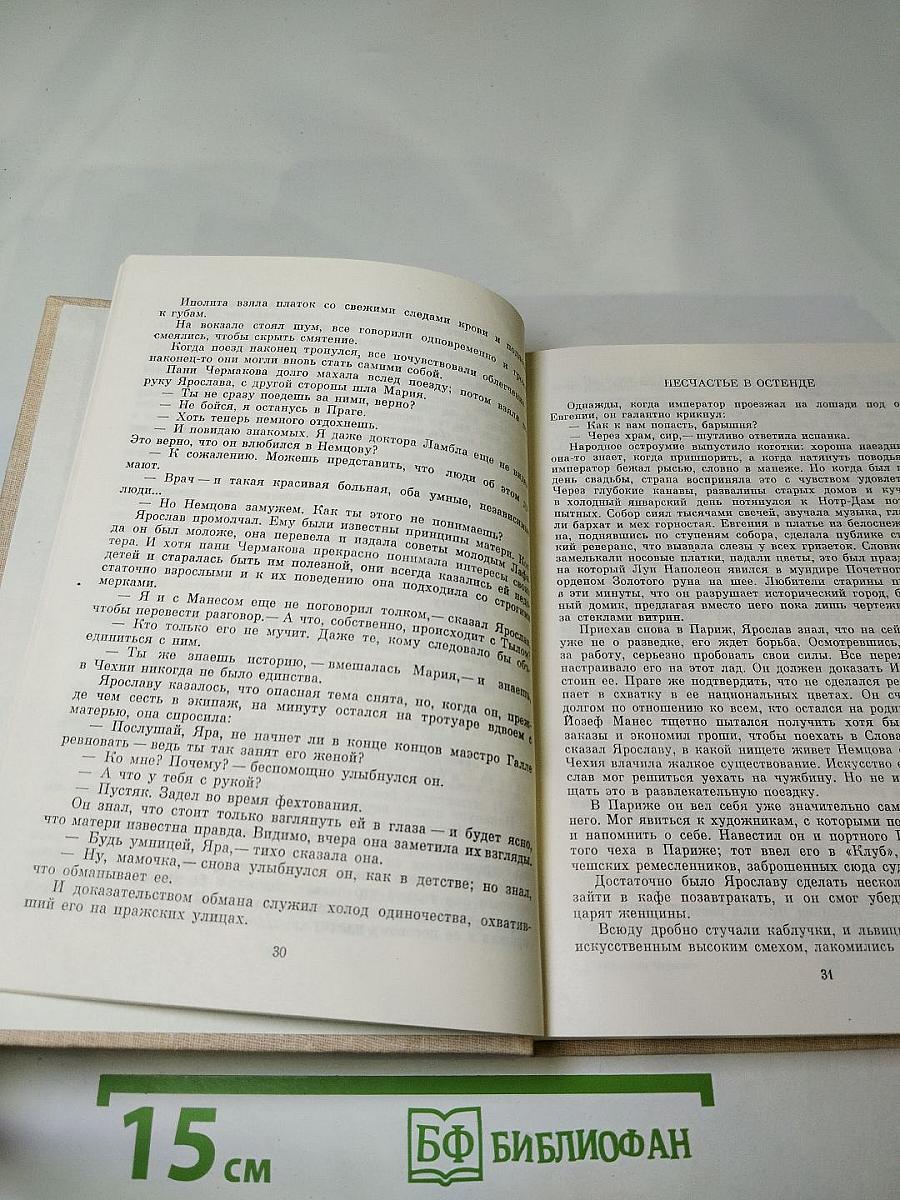 Ипполита взяла платок со свежими следами крови и
к губам.
На вокзале стоял шум, все говорили одновременно и
смеялись, чтобы скрыть смятение.
Когда поезд наконец тронулся, все почувствовали облегчение,
наконец-то они могли вновь стать самими собой.
Пани Чермакова долго махала вслед поезду; потом взяла
руку Ярослава, с другой стороны шла Мария.
— Ты не сразу поедешь за ними, верно?
— Не бойся, я останусь в Праге.
— Хоть теперь немного отдохнешь.
— И повидаю знакомых. Я даже доктора Ламбла еще не
Это верно, что он влюбился в Немцову?
— К сожалению. Можешь представить, что люди об этом
мают.
— Врач — и такая красивая больная, оба умные,
люди...
— Но Немцова замужем. Как ты этого не понимаешь?
Ярослав промолчал. Ему были известны принципы матери.
да он был моложе, она перевела и издала советы молодым
тера. И хотя пани Чермакова прекрасно понимала интересы
детей и старалась быть им полезной, они всегда казались ей
статочно взрослыми и к их поведению она подходила со строгими
мерками.
— Я и с Манесом еще не поговорил толком,— сказал Ярослав,
чтобы перевести разговор.— А что, собственно, происходит с Тылом?
— Кто только его не мучит. Даже те, кому следовало бы объ-
единиться с ним.
— Ты же знаешь историю, — вмешалась Мария,— и знаешь,
в Чехии никогда не было единства.
Ярославу казалось, что опасная тема снята, но, когда он, преж-
де чем сесть в экипаж, на минуту остался на тротуаре вдвоем с
матерью, она спросила:
— Послушай, Яра, не начнет ли в конце концов маэстро Галле
ревновать — ведь ты так занят его женой?
— Ко мне? Почему? — беспомощно улыбнулся он.
— А что у тебя с рукой?
— Пустяк. Задел во время фехтования.
Он знал, что стоит только взглянуть ей в глаза — и будет ясно,
что матери известна правда. Видимо, вчера она заметила их взгляды.
— Будь умницей, Яра,— тихо сказала она.
— Ну, мамочка,— снова улыбнулся он, как в детстве; но знал,
что обманывает ее.
И доказательством обмана служил холод одиночества, охватив-
ший его на пражских улицах.
30
НЕСЧАСТЬЕ В ОСТЕНДЕ
Однажды, когда император проезжал на лошади под
Евгении, он галантно крикнул:
— Как к вам попасть, барышня?
— Через храм, сир,— шутливо ответила испанка.
Народное остроумие выпустило коготки: хороша
она-то знает, когда пришпорить, а когда натянуть
император бежал рысью, словно в манеже. Но когда был
день свадьбы, страна восприняла это с чувством
Через глубокие канавы, развалины старых домов и
в холодный январский день потянулся к Нотр-Дам
пытных. Собор сиял тысячами свечей, звучала музыка,
ли бархат и мех горностая. Евгения в платье из
на, поднявшись по ступеням собора, сделала публике
кий реверанс, что вызвала слезы у всех гризеток.
замелькали носовые платки, падали цветы, это был
на который Луи Наполеон явился в мундире
орденом Золотого руна на шее. Любители старины
в эти минуты, что он разрушает исторический город,
ный домик, предлагая вместо него пока лишь
за стеклами витрин.
Приехав снова в Париж, Ярослав знал, что на
уже не о разведке, его ждет борьба. Осмотревшись,
за работу, серьезно пробовать свои силы. Все
настраивало его на этот лад. Он должен доказать
стоин ее. Праге же подтвердить, что не сделался
пает в схватку в ее национальных цветах. Он
долгом по отношению ко всем, кто остался на
Йозеф Манес тщетно пытался получить хотя
заказы и экономил гроши, чтобы поехать в
сказал Ярославу, в какой нищете живет Немцова
Чехия влачила жалкое существование. Искусство
слав мог решиться уехать на чужбину. Но не
щать это в развлекательную поездку.
В Париже он вел себя уже значительно
него. Мог явиться к художникам, с которыми
и напомнить о себе. Навестил он и портного
того чеха в Париже; тот ввел его в «Клуб»,
чешских ремесленников, заброшенных сюда
Достаточно было Ярославу сделать
зайти в кафе позавтракать, и он смог
царят женщины.
Всюду дробно стучали каблучки, и
искусственным высоким смехом, лакомились
31
15 см
БФ БИБЛИОФАН